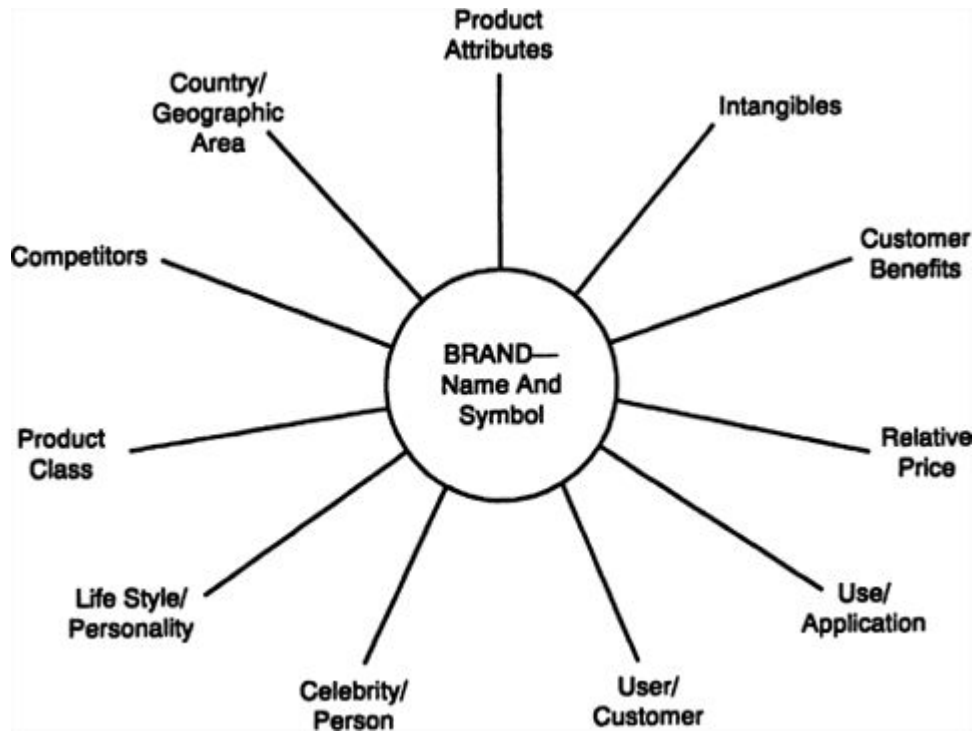 Product
Attributes
Intangibles
Customer
Benefits
Relative
Price
Use/
Application
User/
Customer
Celebrity/
Person
Life Style/
Personality
Product
Class
Competitors
Country/
Geographic
Area
BRAND—
Name And
Symbol